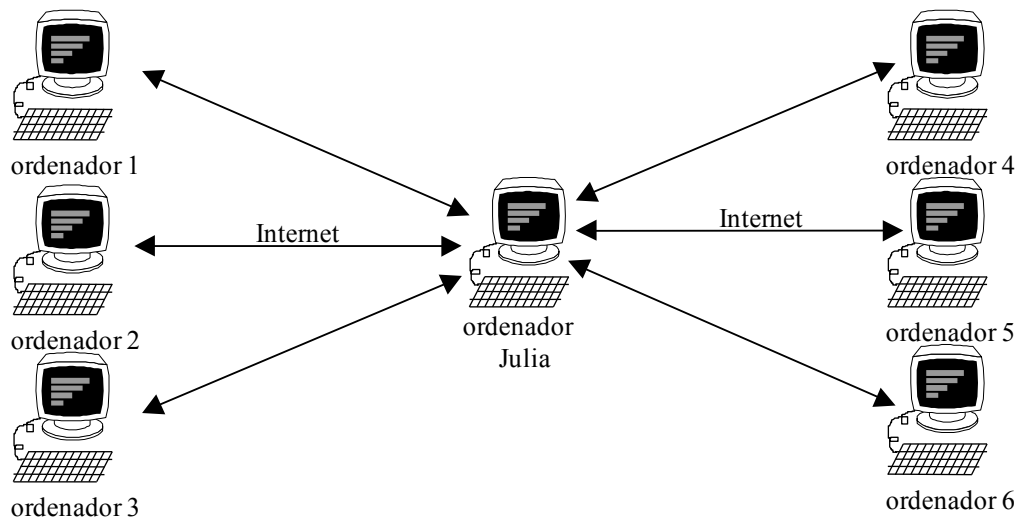 ordenador 1
ordenador 4
Internet
Internet
ordenador 2
ordenador
Julia
ordenador 5
ordenador 3
ordenador 6